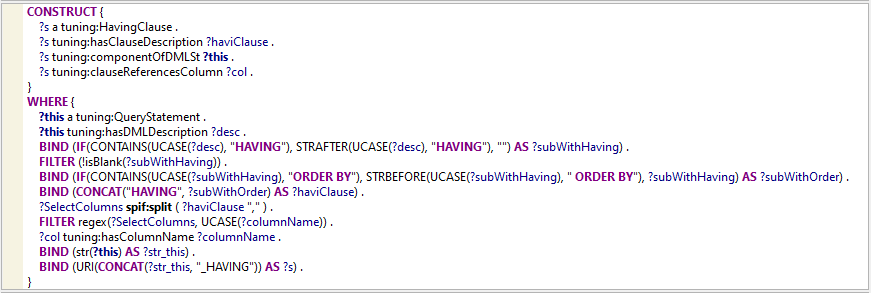 CONSTRUCT {
?s a tuning:HavingClause .
?s tuning:hasClauseDescription ?haviClause .
?s tuning:componentOfDMLSt ?this .
?s tuning:clauseReferencesColumn ?col .
}
WHERE {
?this a tuning:QueryStatement .
?this tuning:hasDMLDescription ?desc .
BIND (IF(CONTAINS(UCASE(?desc), "HAVING"), STRAFTER(UCASE(?desc), "HAVING"), "") AS ?subWithHaving) .
FILTER (!isBlank(?subWithHaving)) .
BIND (IF(CONTAINS(UCASE(?subWithHaving), "ORDER BY"), STRBEFORE(UCASE(?subWithHaving), " ORDER BY"), ?subWithHaving) AS ?subWithOrder) .
BIND (CONCAT("HAVING", ?subWithOrder) AS ?haviClause) .
?SelectColumns spif:split ( ?haviClause "," ) .
FILTER regex(?SelectColumns, UCASE(?columnName)) .
?col tuning:hasColumnName ?columnName .
BIND (str(?this) AS ?str_this) .
BIND (URI(CONCAT(?str_this, "_HAVING")) AS ?s) .
}